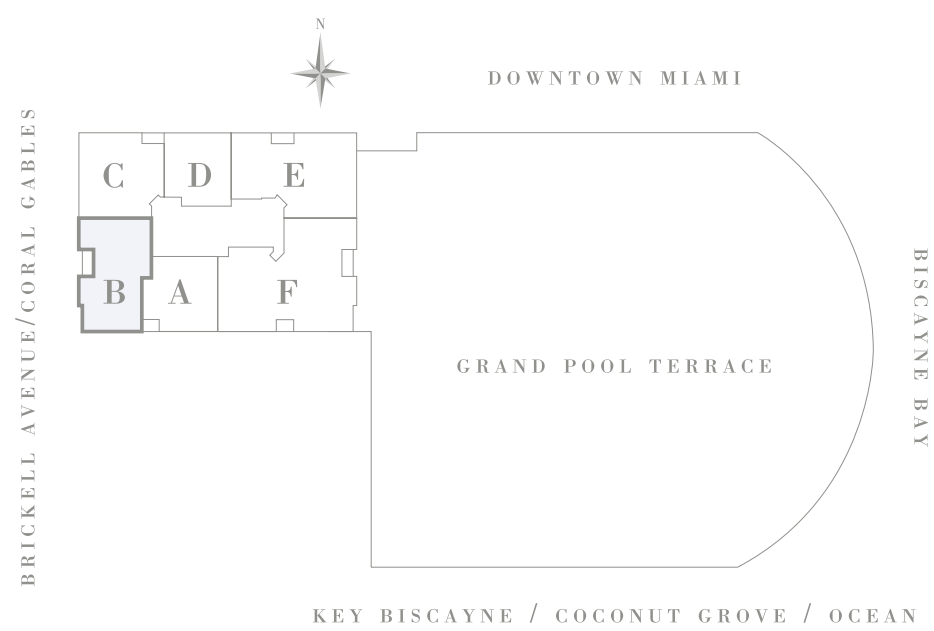 N
DOWNTOWN MIAMI
BRICKELL AVENUE/CORAL GABLES
C
D
E
B
A
F
GRAND POOL TERRACE
BISCAYNE BAY
KEY BISCAYNE / COCONUT GROVE / OCEAN